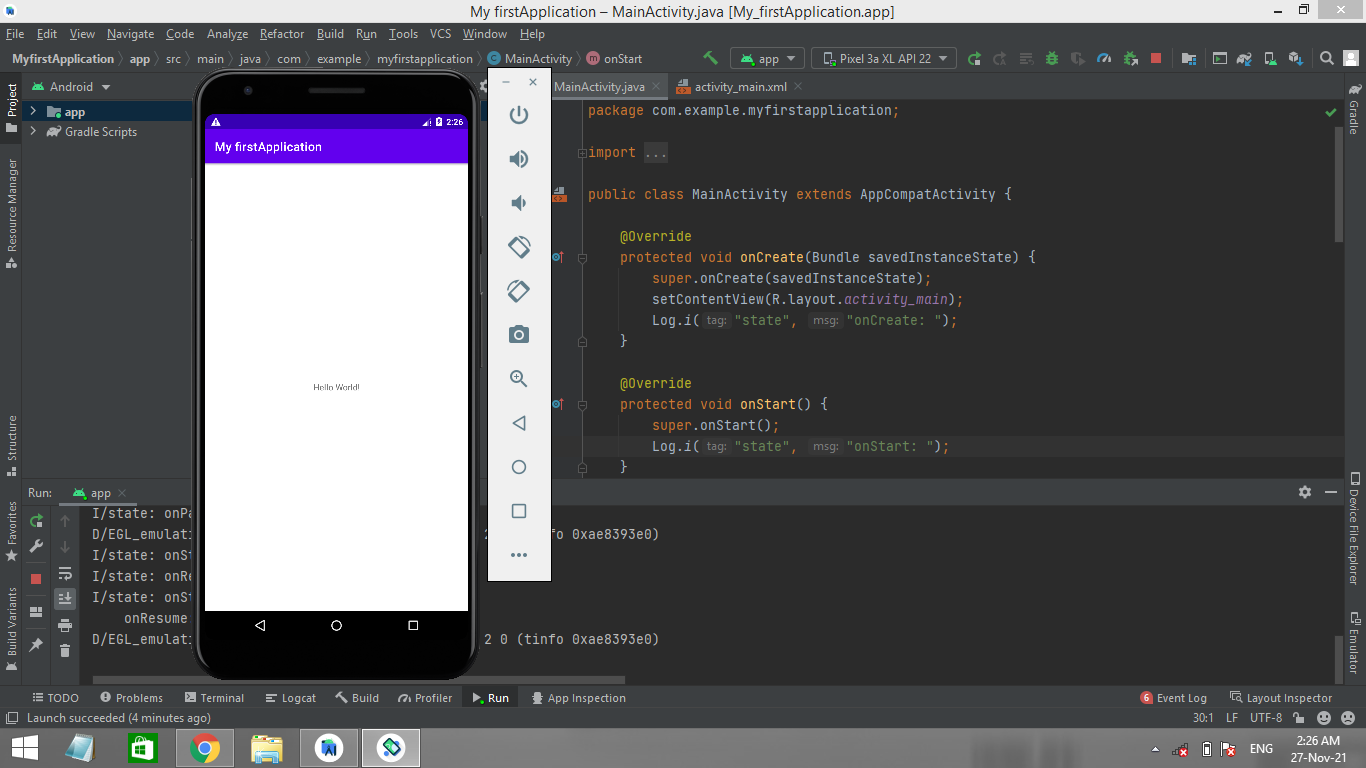 My firstApplication – MainActivity.java [My_firstApplication.app]
File Edit View Navigate Code Analyze Refactor Build Run Tools VCS Window Help
MyfirstApplication app src main java com example myfirstapplication MainActivity onStart app Pixel 3a XL API 22
Android MainActivity.java activity_main.xml
app
Gradle Scripts
Project
Resource Manager
Structure
Favorites
Build Variants
2:26
My firstApplication
Hello World!
package com.example.myfirstapplication;
import ...
public class MainActivity extends AppCompatActivity {
@Override
protected void onCreate(Bundle savedInstanceState) {
super.onCreate(savedInstanceState);
setContentView(R.layout.activity_main);
Log.i( tag: "state", msg: "onCreate: ");
}
@Override
protected void onStart() {
super.onStart();
Log.i( tag: "state", msg: "onStart: ");
}
Gradle
Device File Explorer
Emulator
Run: app
I/state: onPa
D/EGL_emulati fo 0xae8393e0)
I/state: onSt
I/state: onRe
I/state: onSt
onResume
D/EGL_emulati 2 0 (tinfo 0xae8393e0)
TODO Problems Terminal Logcat Build Profiler Run App Inspection 6 Event Log Layout Inspector
Launch succeeded (4 minutes ago) 30:1 LF UTF-8
ENG 2:26 AM
27-Nov-21